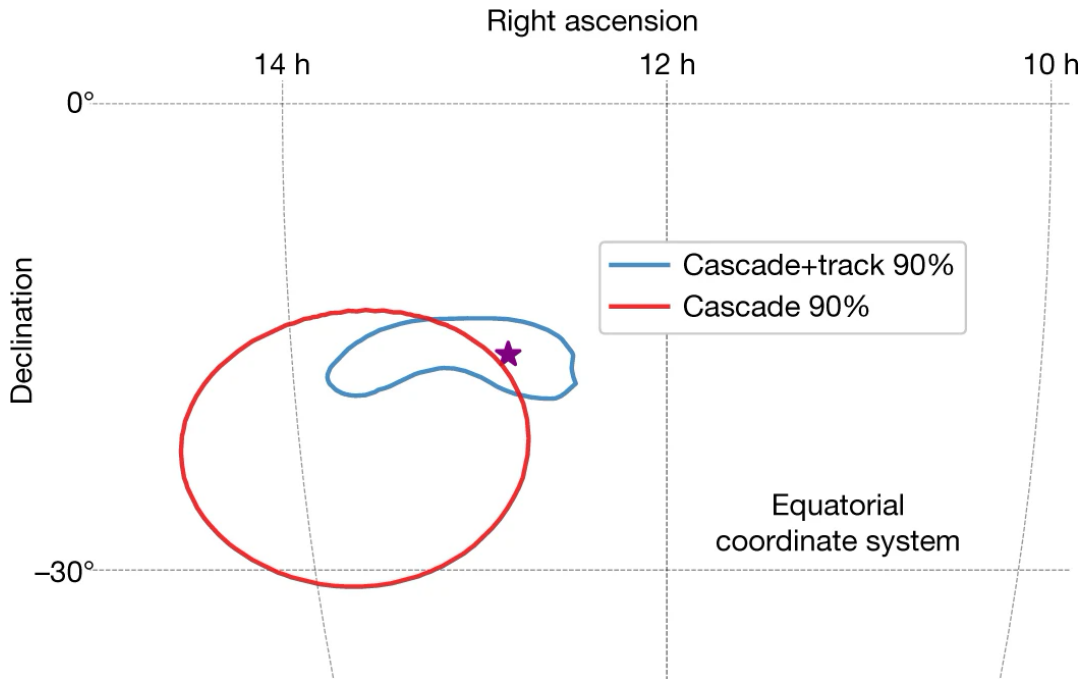 Right ascension
14 h
12 h
10 h
0°
Declination
Cascade+track 90%
Cascade 90%
Equatorial
coordinate system
–30°